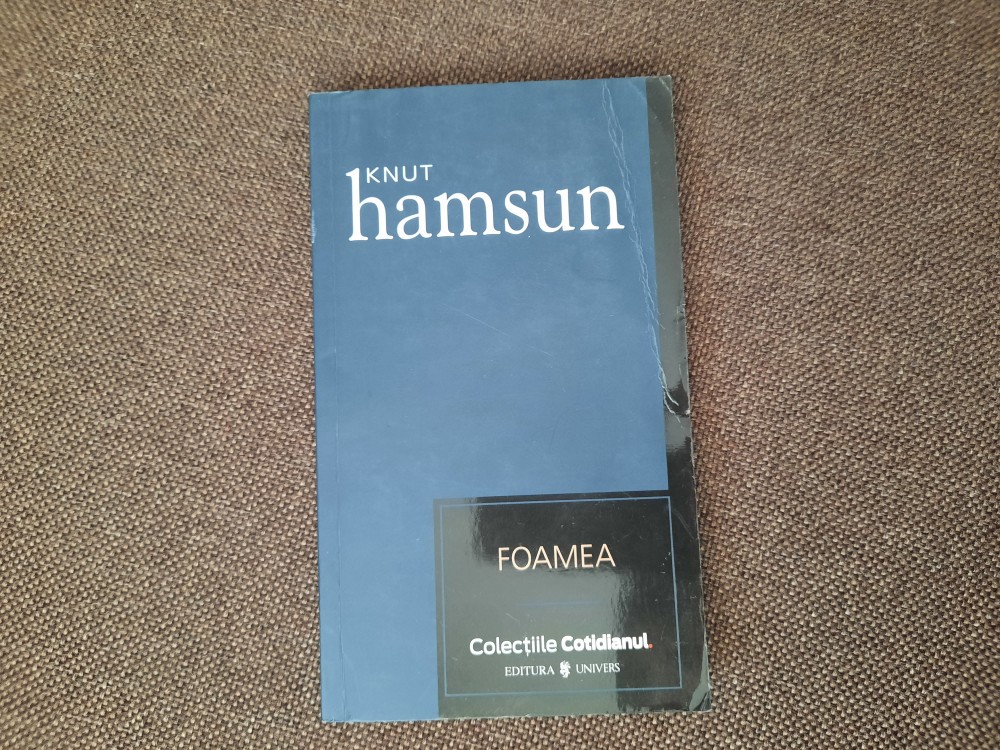 KNUT
hamsun
FOAMEA
Colecțiile Cotidianul.
EDITURA UNIVERS